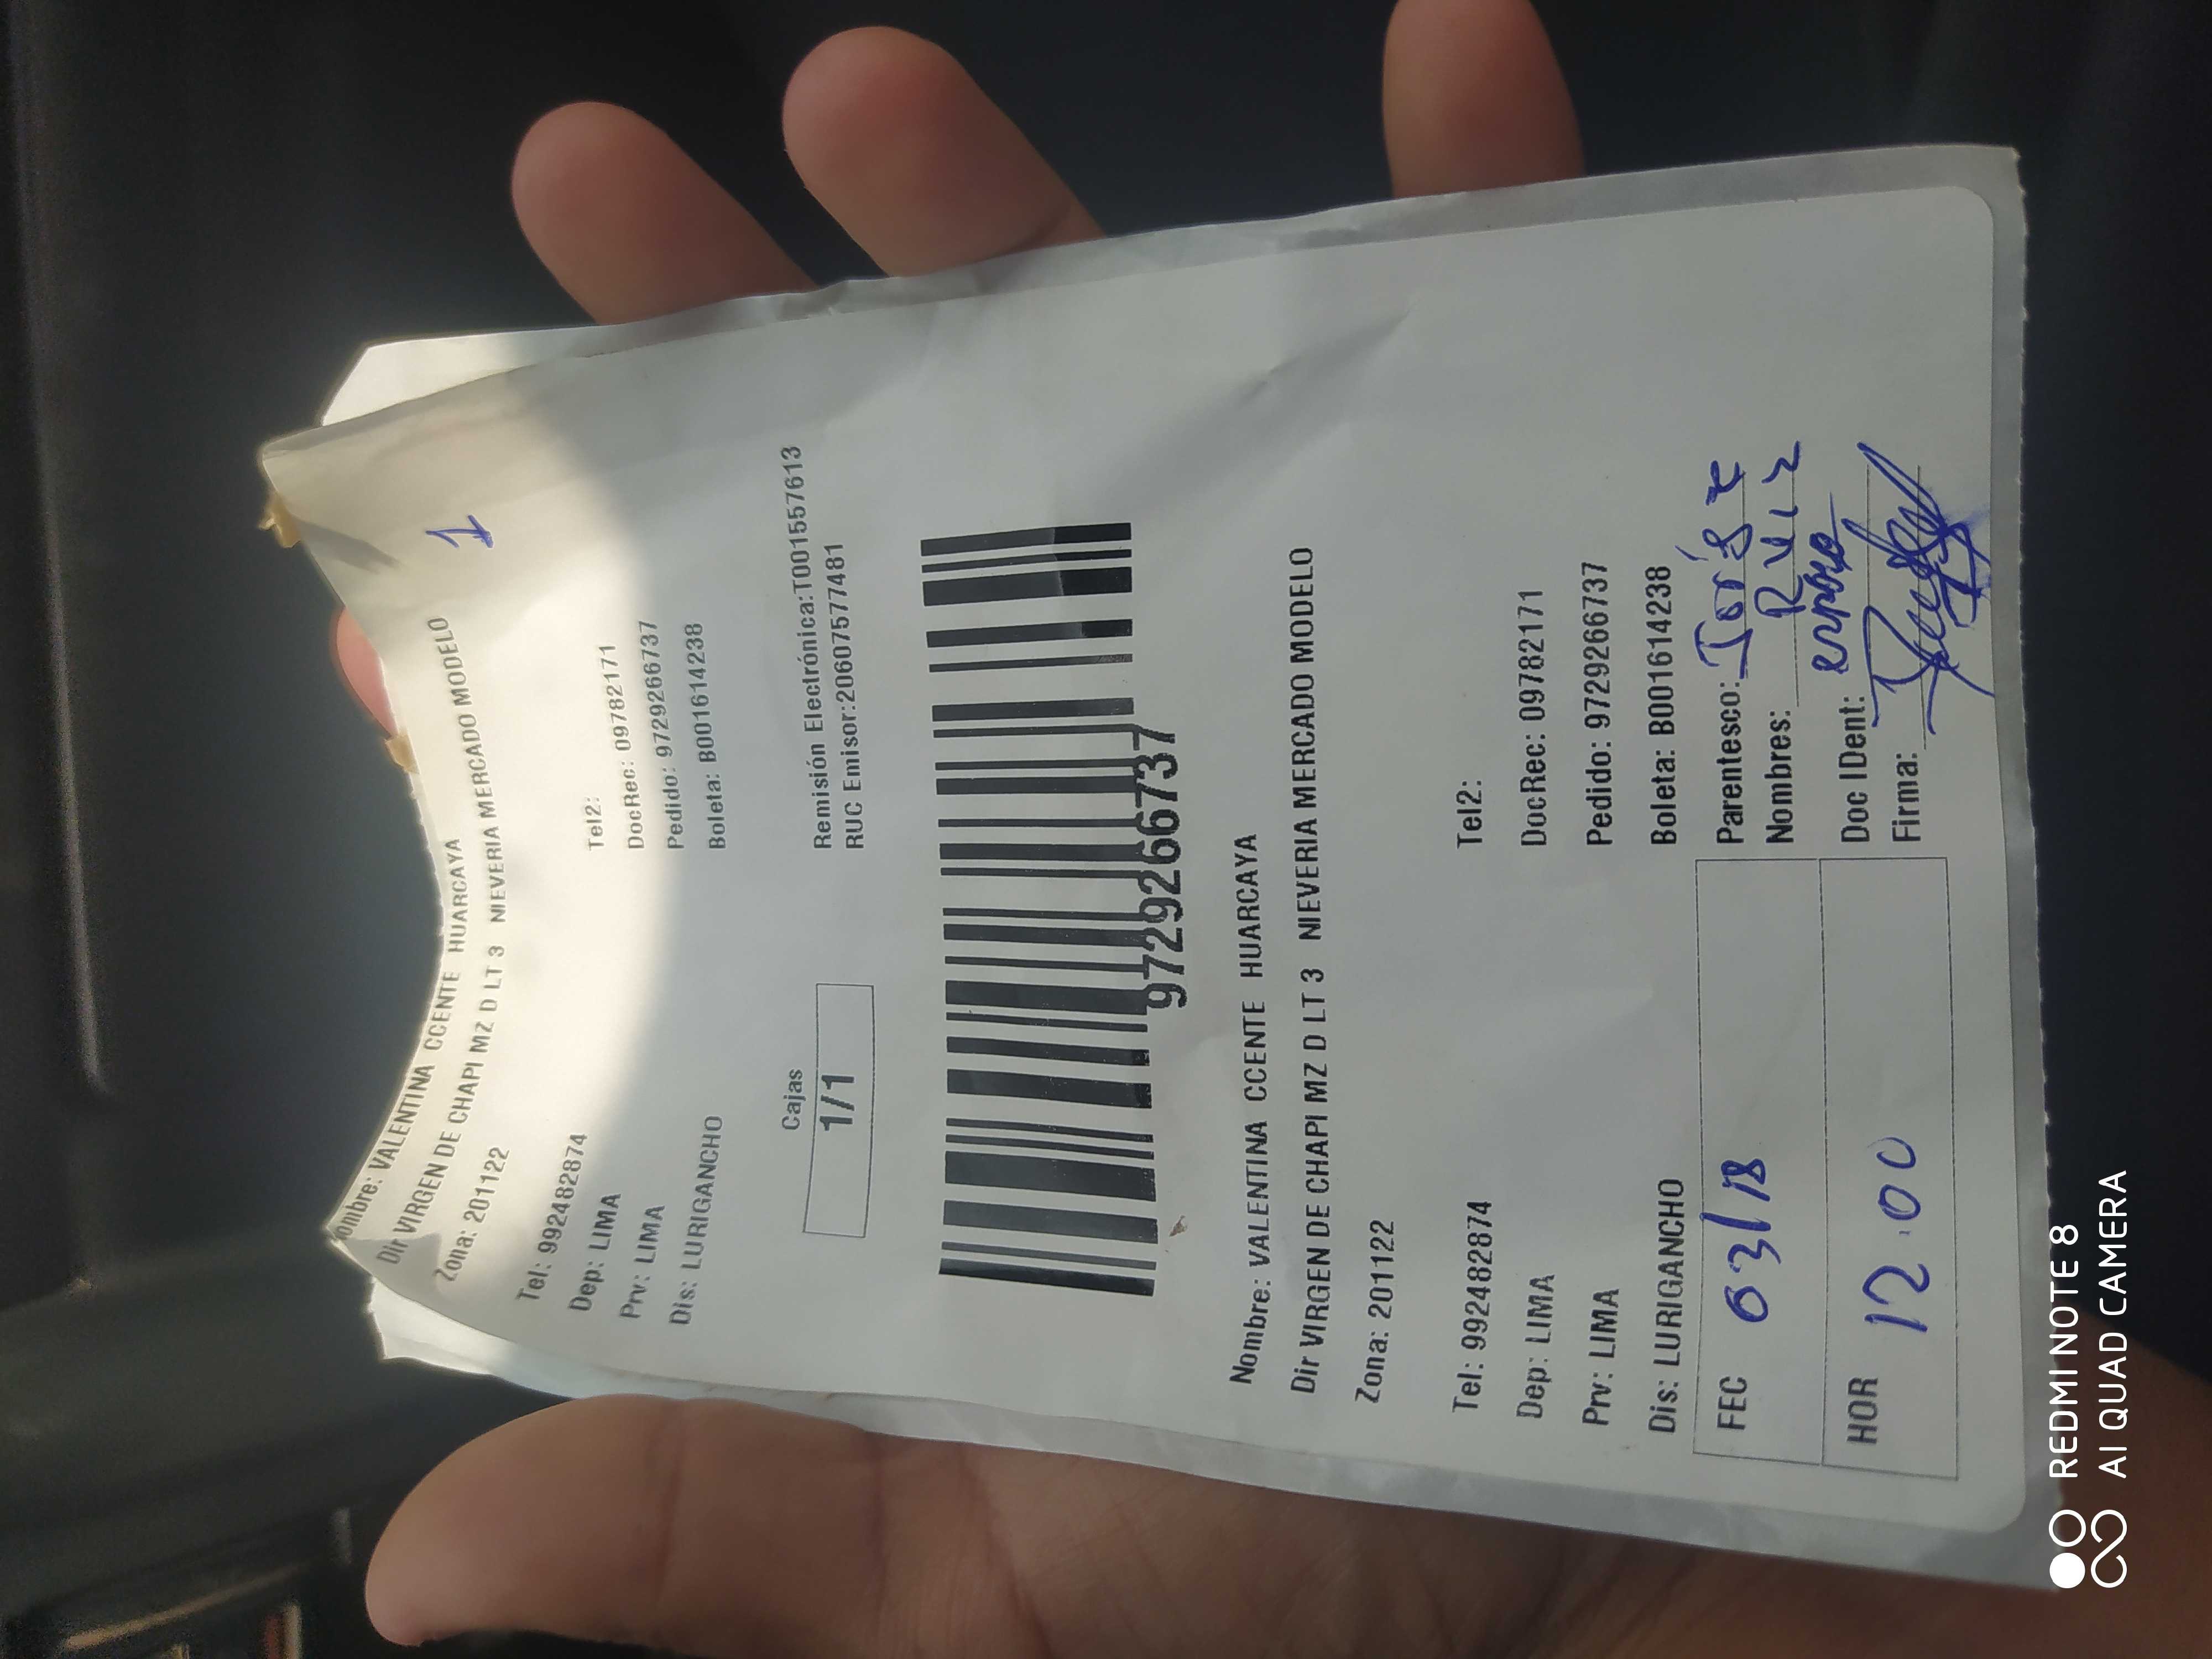 ombre: VALENTINA CCENTE HUARCAYA
Dir VIRGEN DE CHAPI MZ D LT 3 NIEVERIA MERCADO MODELO
1
Zona: 201122
Tel: 992482874 Tel2:
Dep: LIMA DocRec: 09782171
Prv: LIMA Pedido: 9729266737
Dis: LURIGANCHO Boleta: B001614238
Cajas
1/1
Remisión Electrónica:T001557613
RUC Emisor:20607577481
9729266737
Nombre: VALENTINA CCENTE HUARCAYA
Dir VIRGEN DE CHAPI MZ D LT 3 NIEVERIA MERCADO MODELO
Zona: 201122
Tel: 992482874 Tel2:
Dep: LIMA DocRec: 09782171
Prv: LIMA Pedido: 9729266737
Dis: LURIGANCHO Boleta: B001614238
FEC 03/18 Parentesco:
Nombres: Ruiz
HOR 12.00 Doc IDent:
Firma:
REDMI NOTE 8
AI QUAD CAMERA